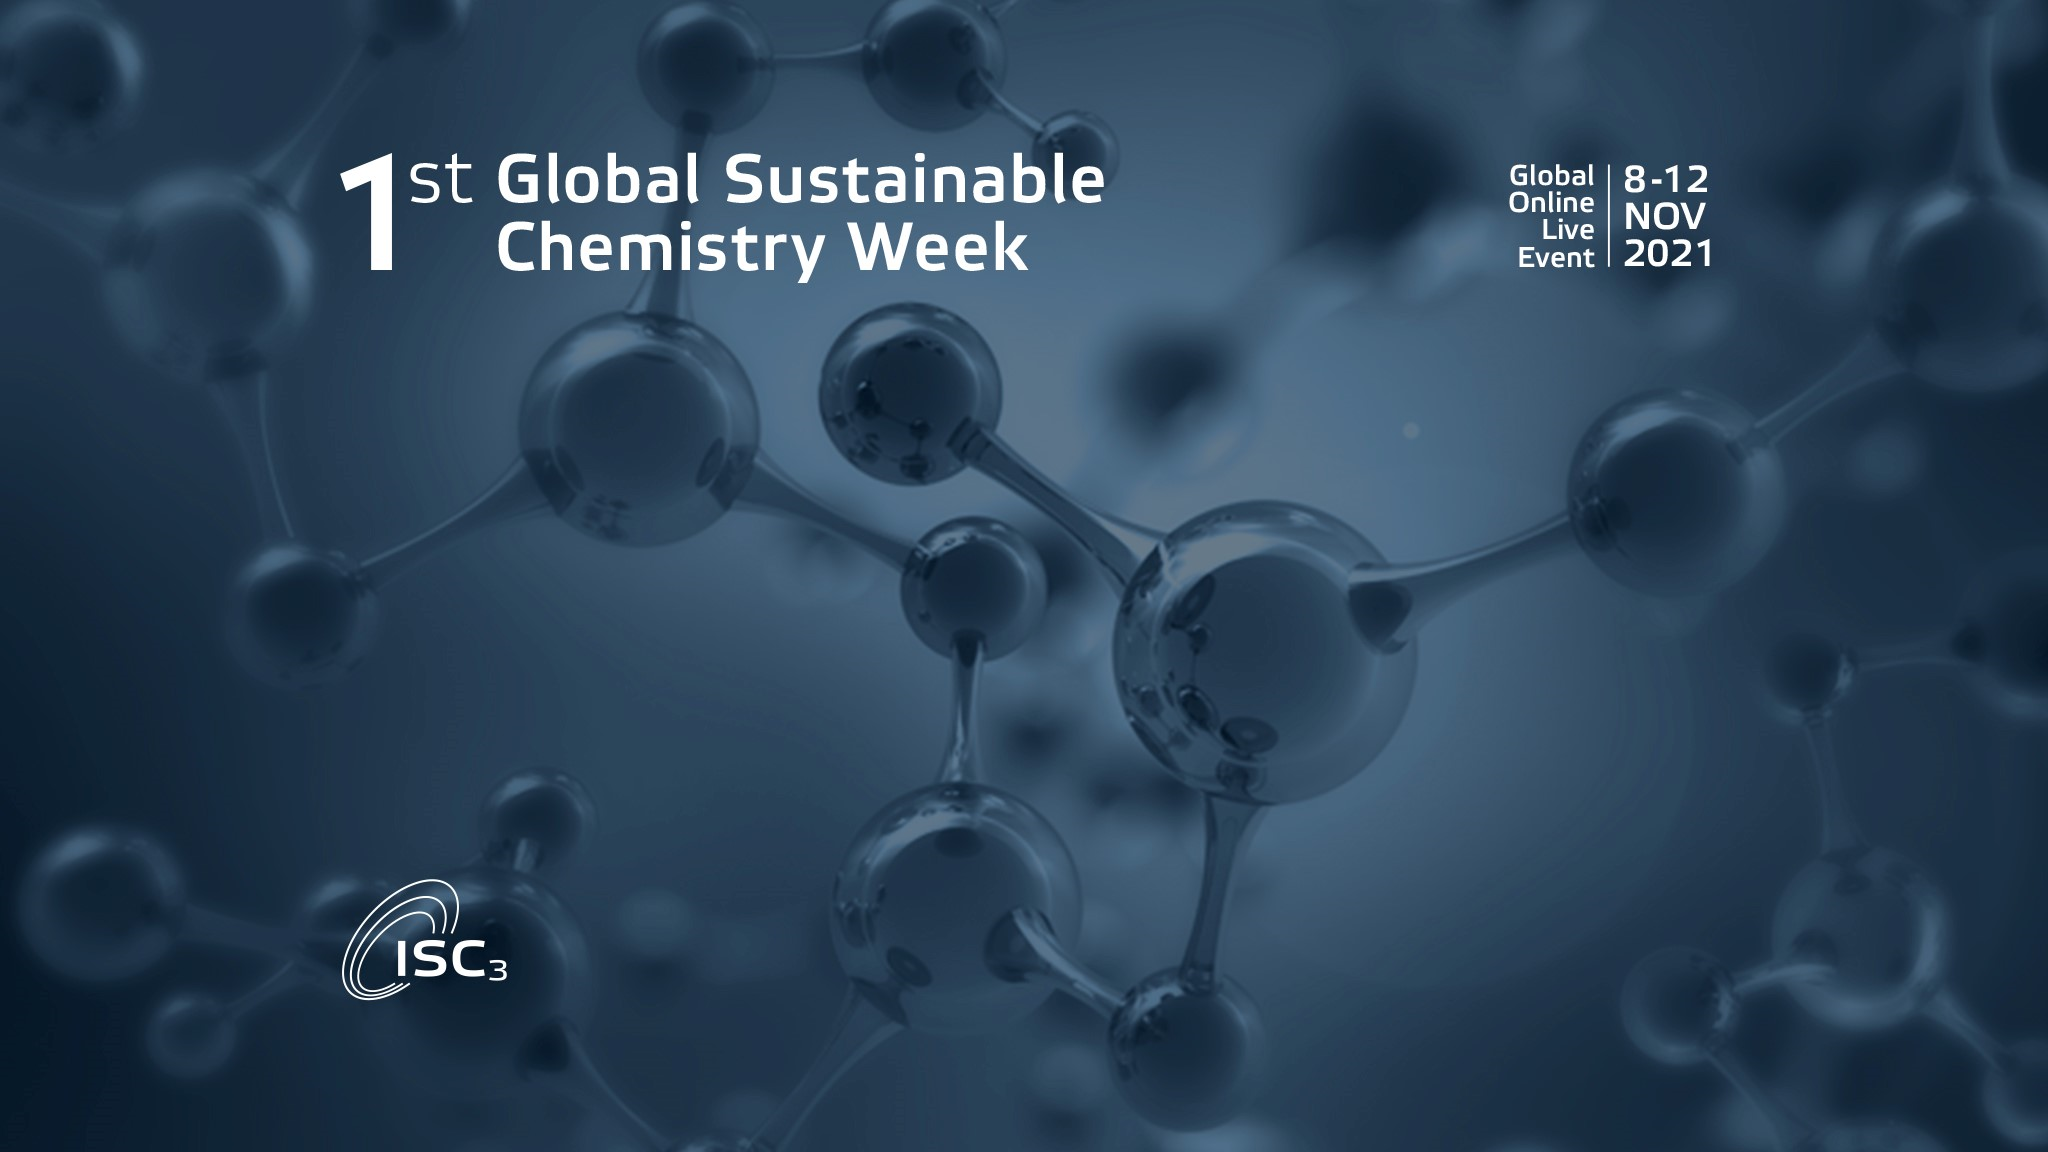 1st Global Sustainable
Chemistry Week
Global
Online
Live
Event
8-12
NOV
2021
ISC3